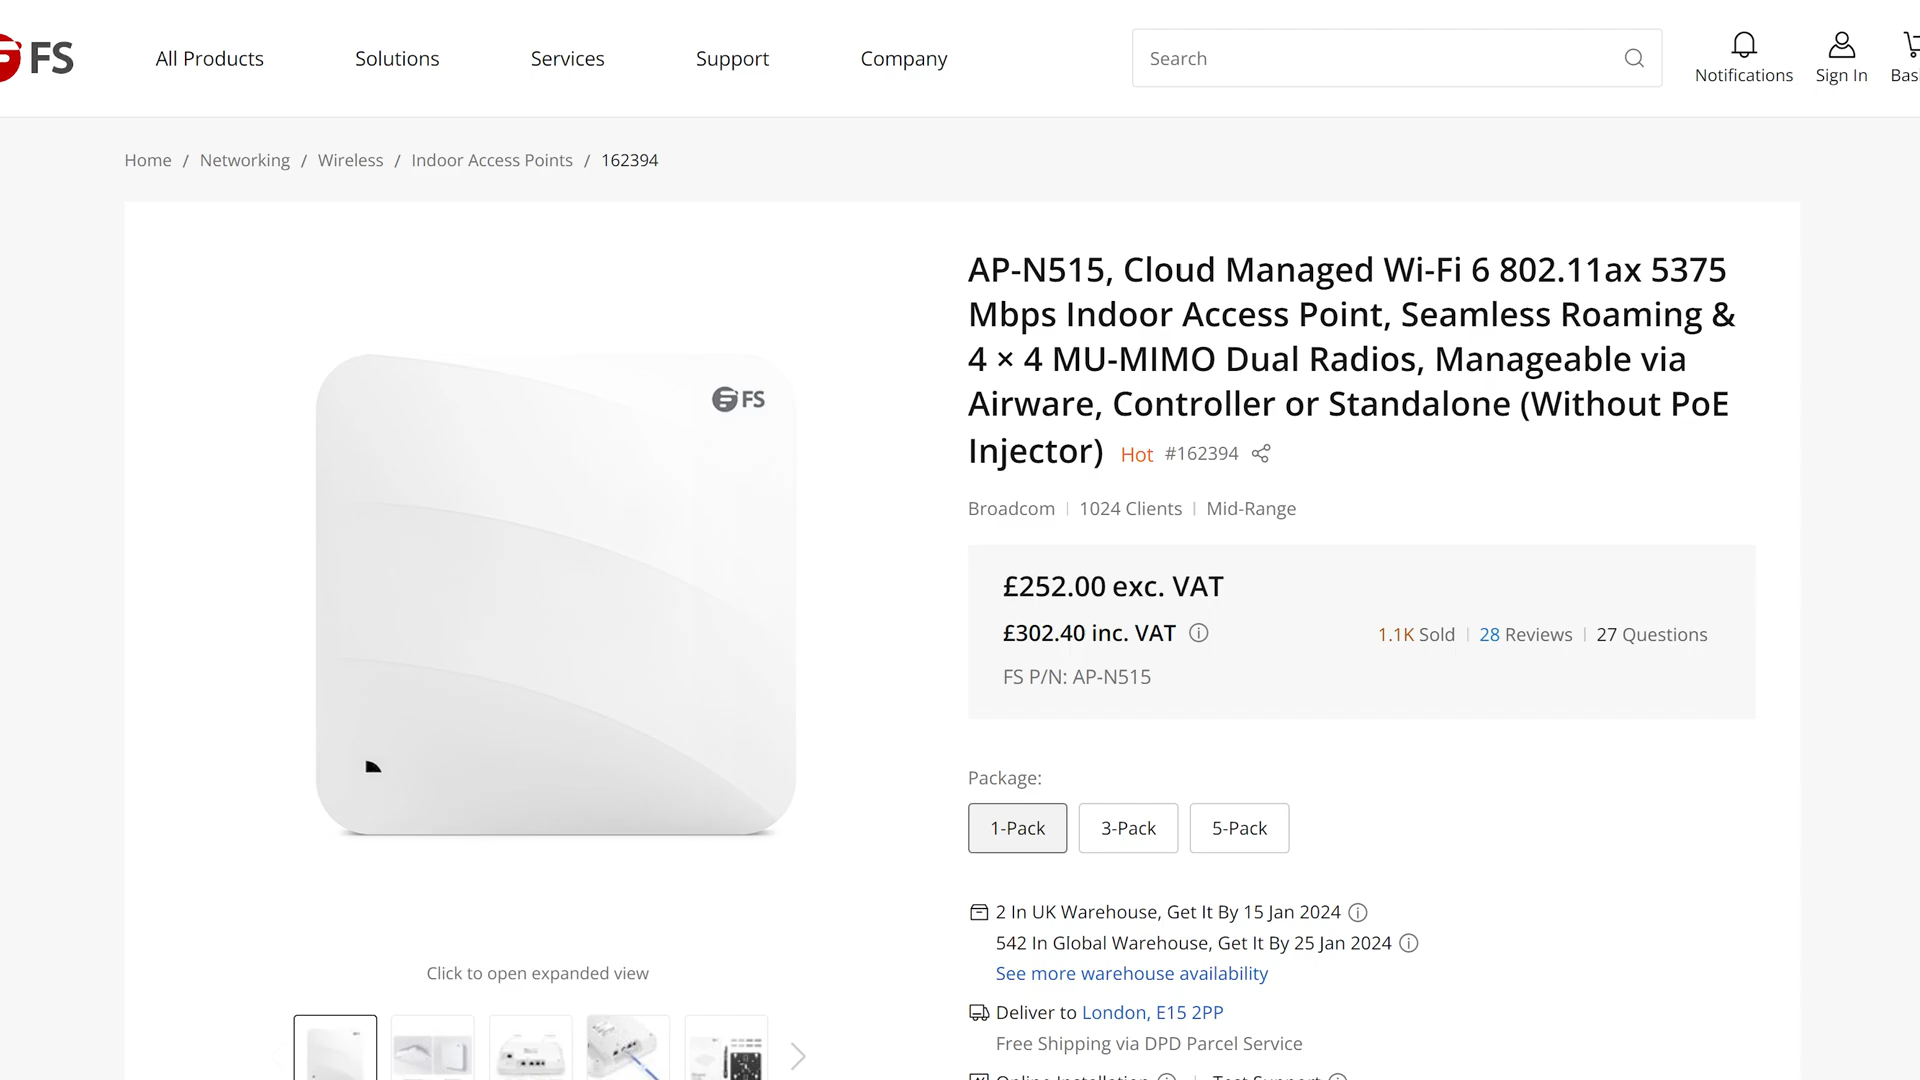 FS
All Products
Solutions
Services
Support
Company
Search
Notifications
Sign In
Home / Networking / Wireless / Indoor Access Points / 162394
FS
AP-N515, Cloud Managed Wi-Fi 6 802.11ax 5375
Mbps Indoor Access Point, Seamless Roaming &
4 × 4 MU-MIMO Dual Radios, Manageable via
Airware, Controller or Standalone (Without PoE
Injector) Hot #162394
Broadcom | 1024 Clients | Mid-Range
£252.00 exc. VAT
£302.40 inc. VAT
1.1K Sold | 28 Reviews | 27 Questions
FS P/N: AP-N515
Package:
1-Pack
3-Pack
5-Pack
2 In UK Warehouse, Get It By 15 Jan 2024
542 In Global Warehouse, Get It By 25 Jan 2024
See more warehouse availability
Click to open expanded view
Deliver to London, E15 2PP
Free Shipping via DPD Parcel Service
Online Installation | Test Support